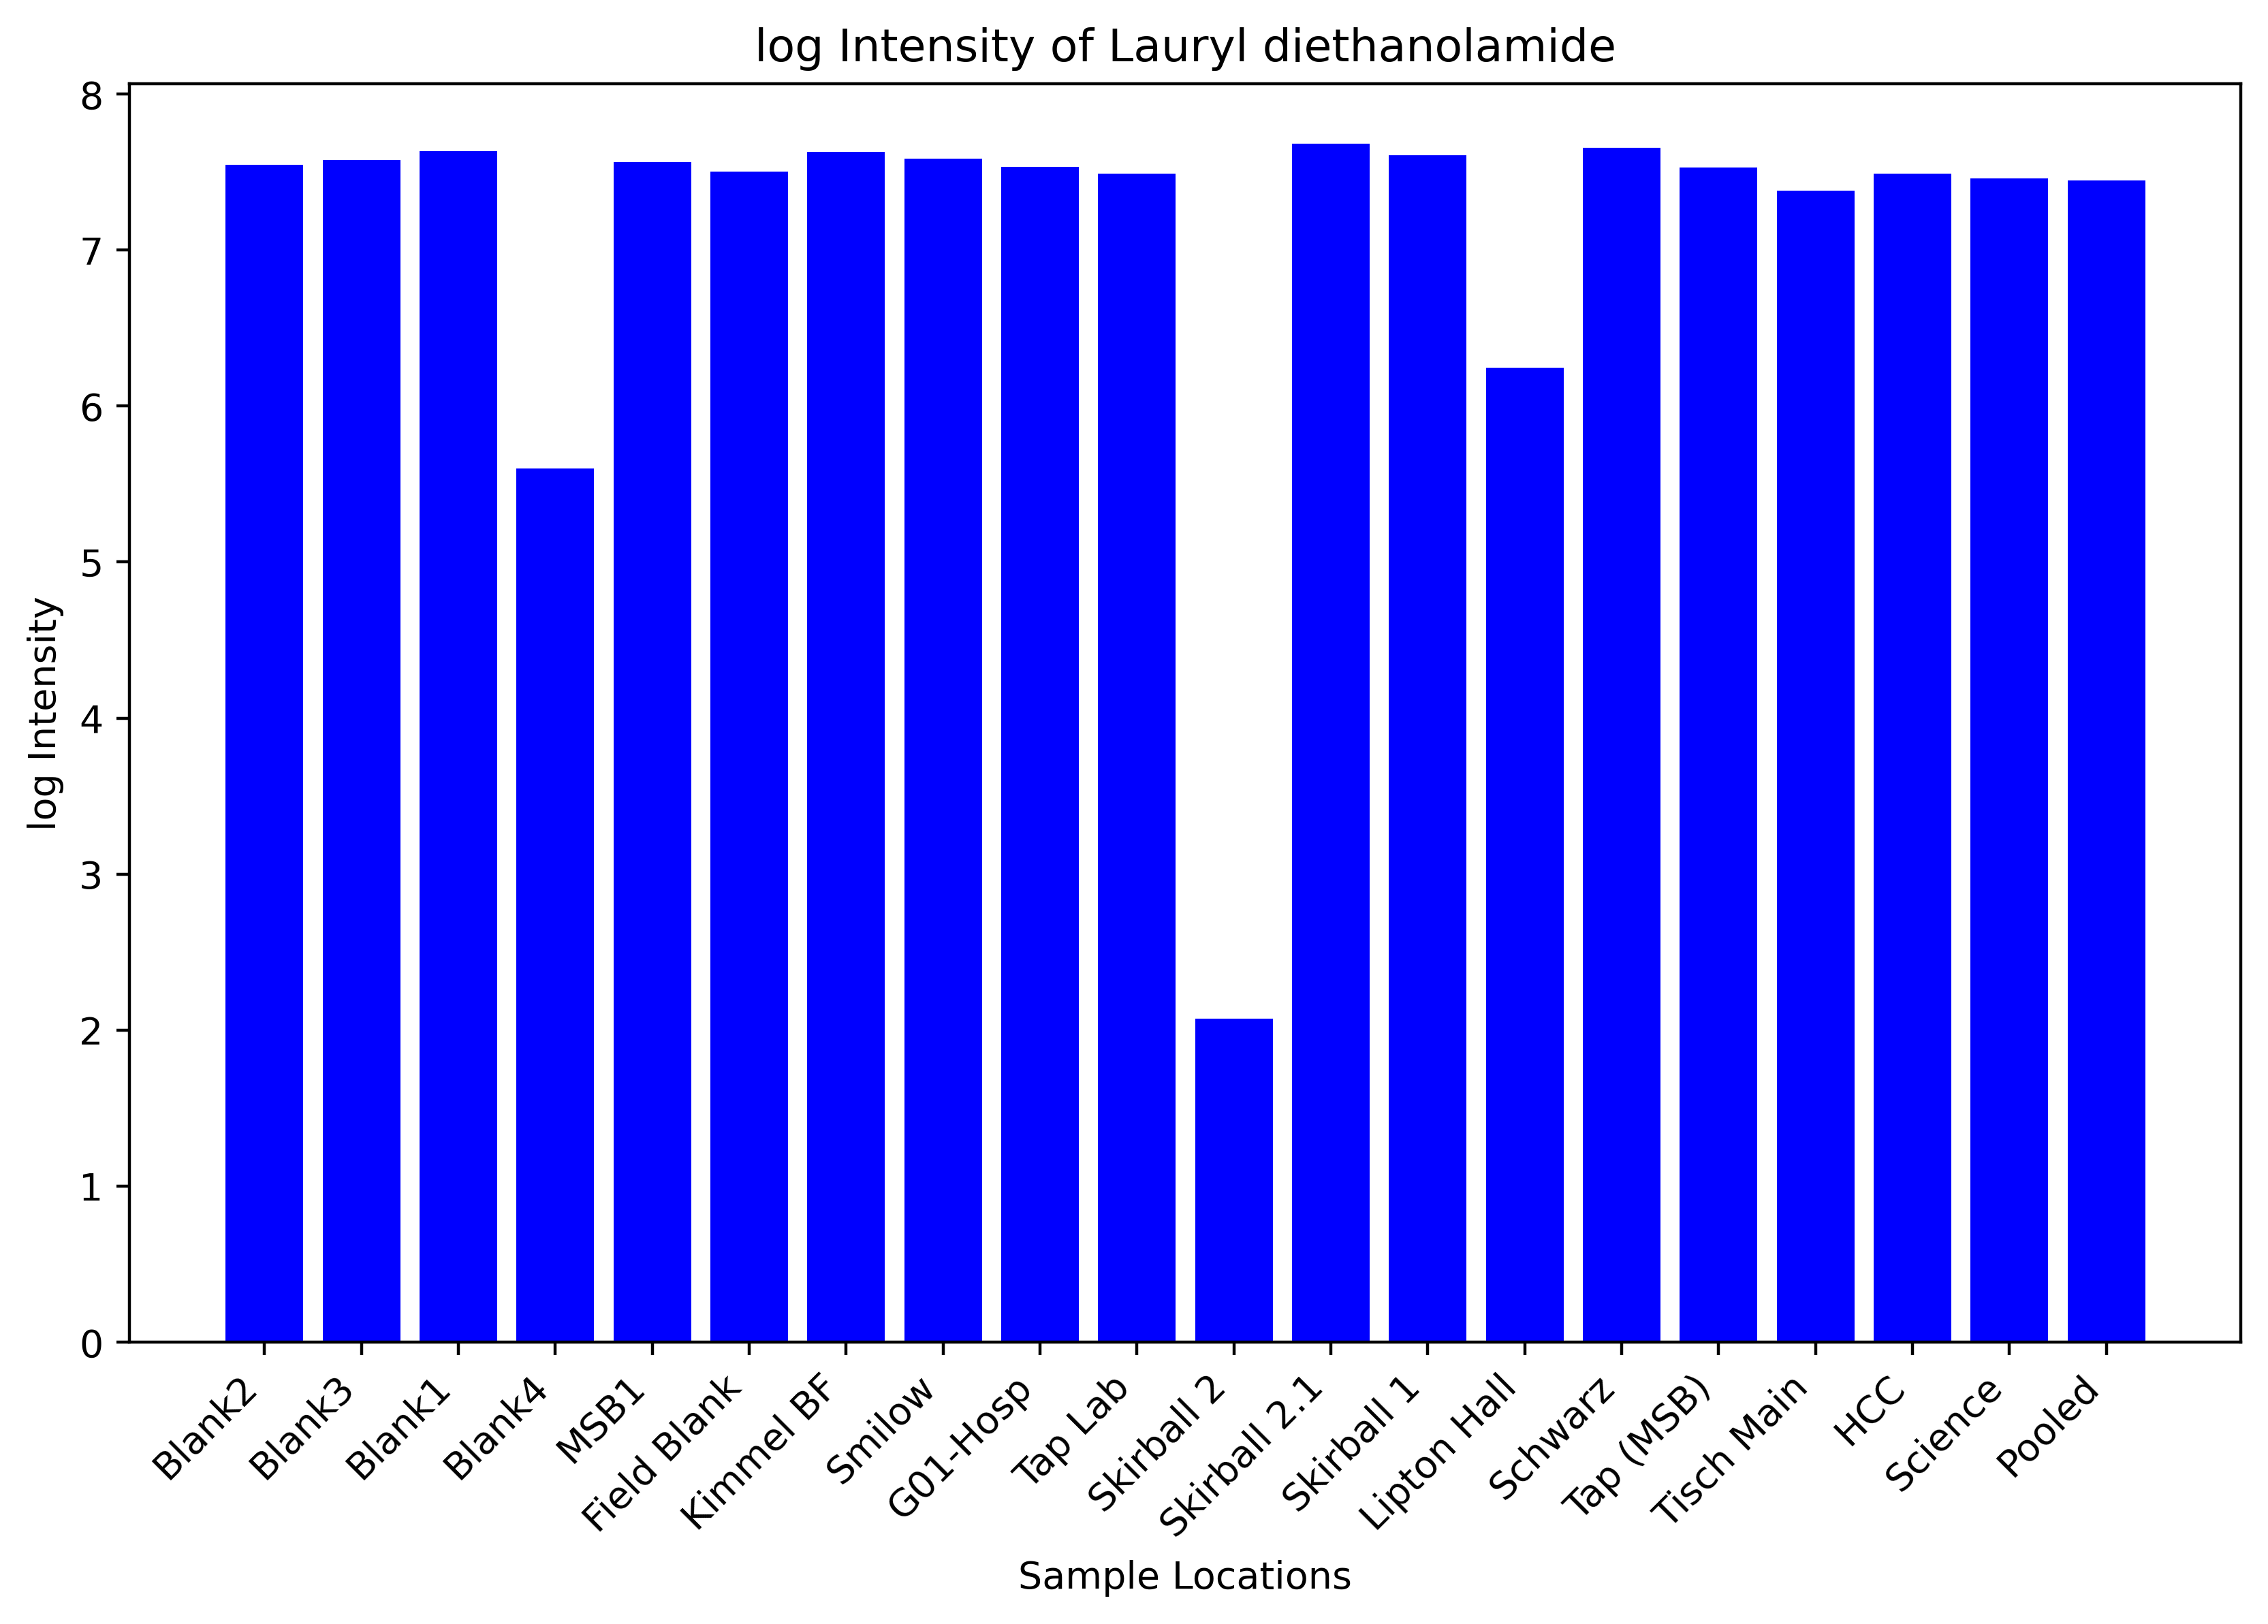 log Intensity of Lauryl diethanolamide
8
7
6
5
4
3
2
1
0
log Intensity
Blank2
Blank3
Blank1
Blank4
MSB1
Field Blank
Kimmel BF
Smilow
G01-Hosp
Tap Lab
Skirball 2
Skirball 2.1
Skirball 1
Lipton Hall
Schwarz
Tap (MSB)
Tisch Main
HCC
Science
Pooled
Sample Locations